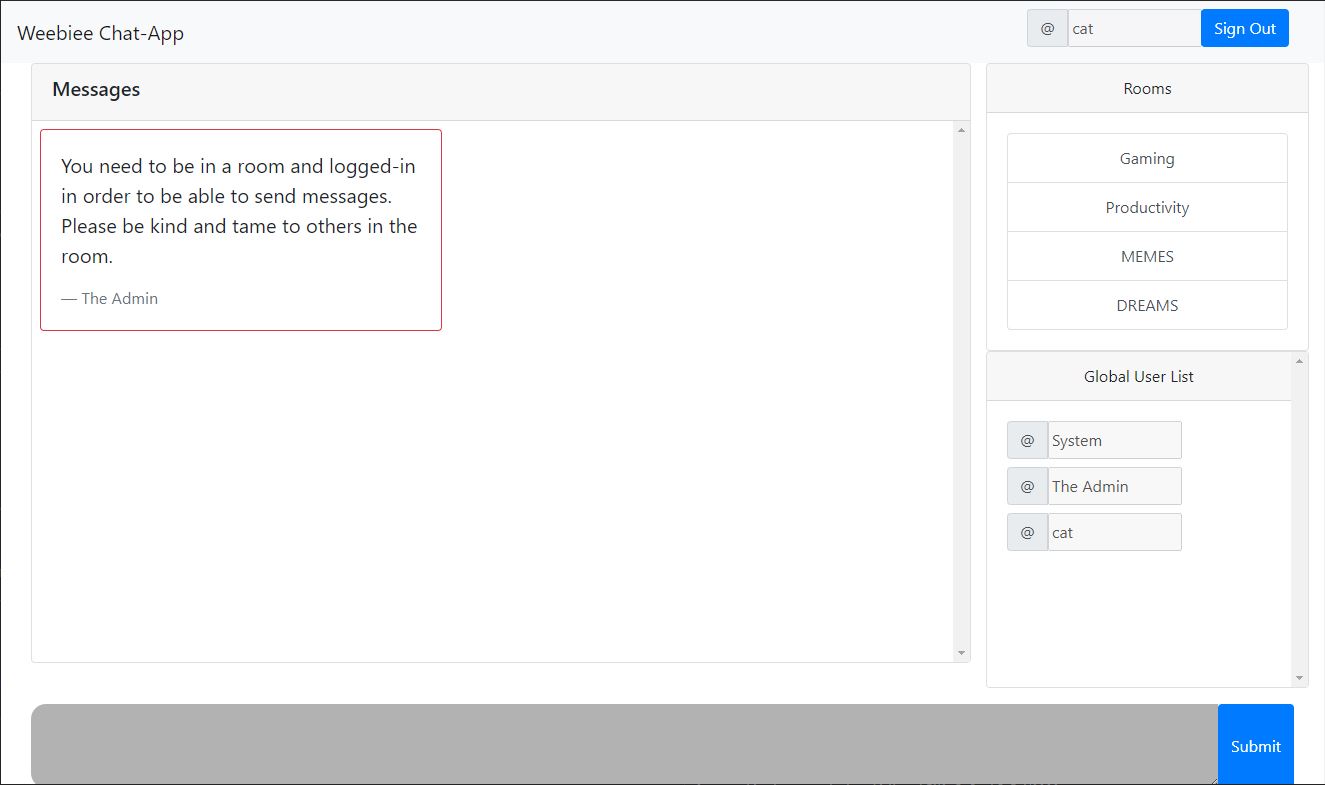 Weebiee Chat-App
@ cat
Sign Out
Messages
You need to be in a room and logged-in
in order to be able to send messages.
Please be kind and tame to others in the
room.
— The Admin
Rooms
Gaming
Productivity
MEMES
DREAMS
Global User List
@ System
@ The Admin
@ cat
Submit